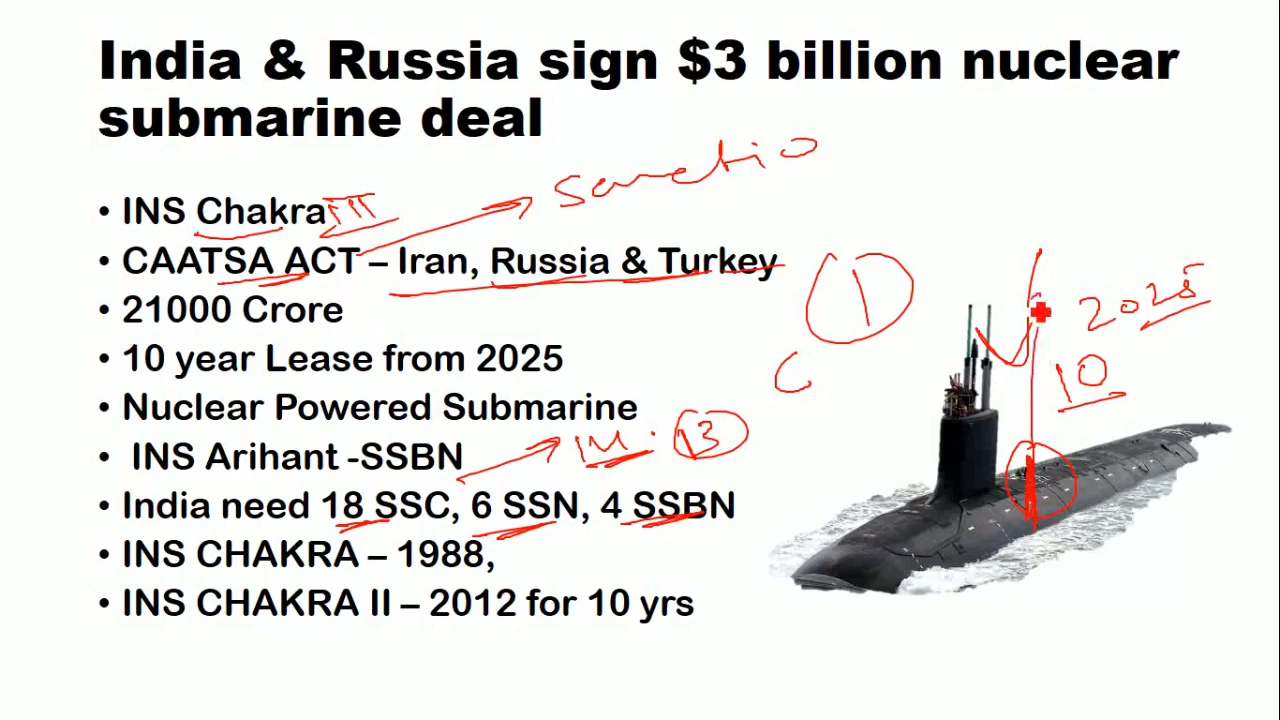 India & Russia sign $3 billion nuclear
submarine deal
• INS Chakra III
• CAATSA ACT – Iran, Russia & Turkey
Sanctio
• 21000 Crore
• 10 year Lease from 2025
• Nuclear Powered Submarine
• INS Arihant -SSBN
13
• India need 18 SSC, 6 SSN, 4 SSBN
• INS CHAKRA – 1988,
• INS CHAKRA II – 2012 for 10 yrs
1
2025
10